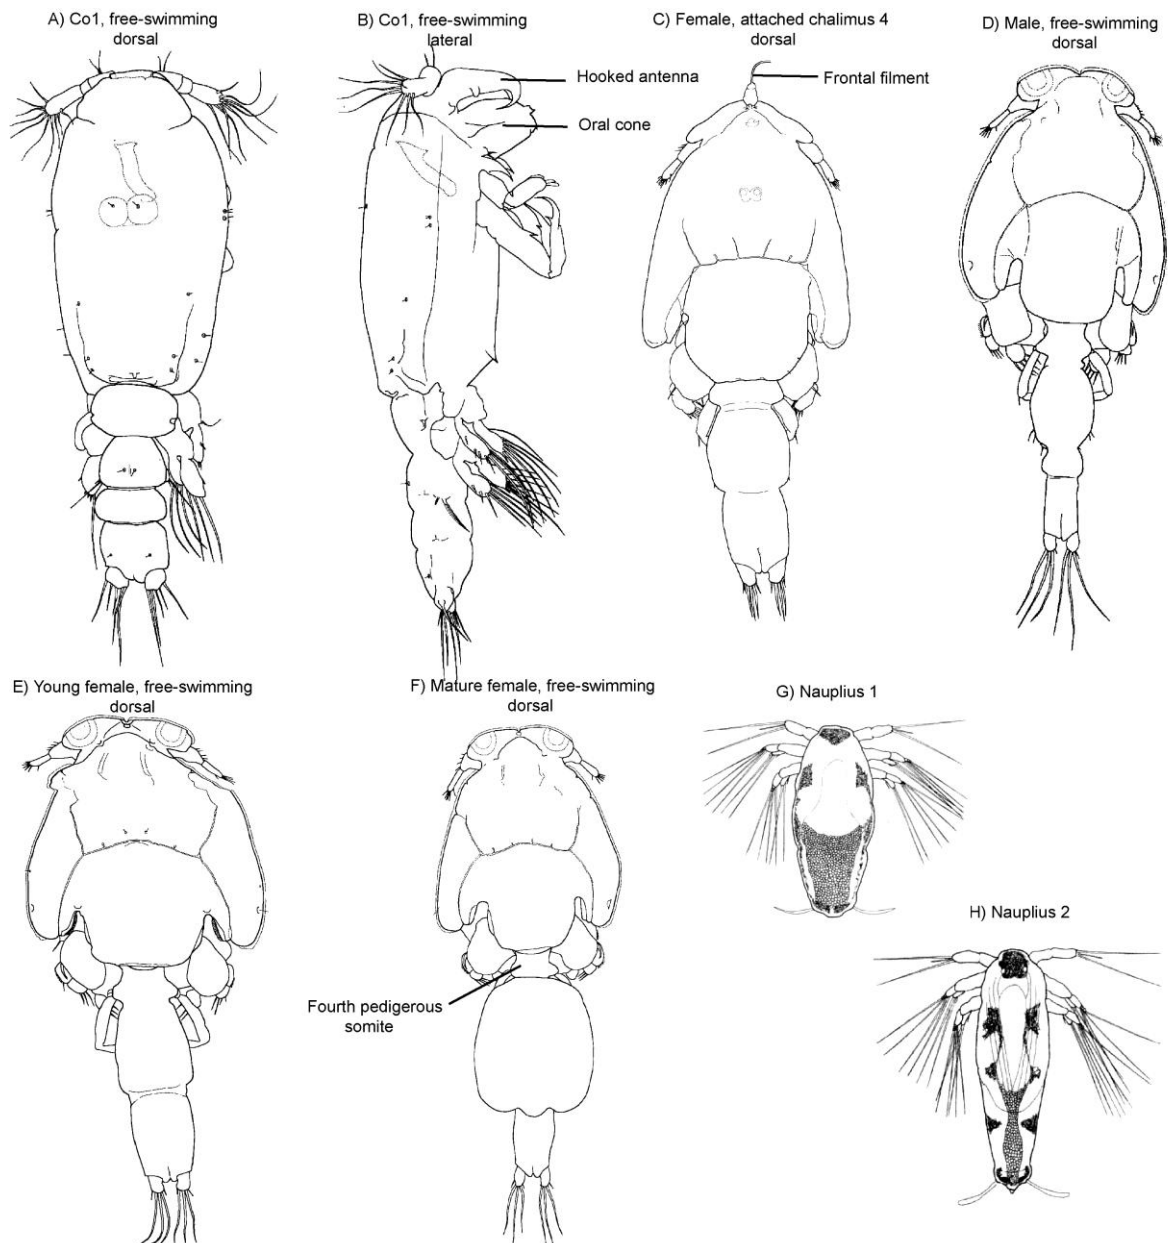 A) Co1, free-swimming
dorsal
B) Co1, free-swimming
lateral
C) Female, attached chalimus 4
dorsal
D) Male, free-swimming
dorsal
Hooked antenna
Frontal filment
Oral cone
E) Young female, free-swimming
dorsal
F) Mature female, free-swimming
dorsal
G) Nauplius 1
H) Nauplius 2
Fourth pedigerous
somite